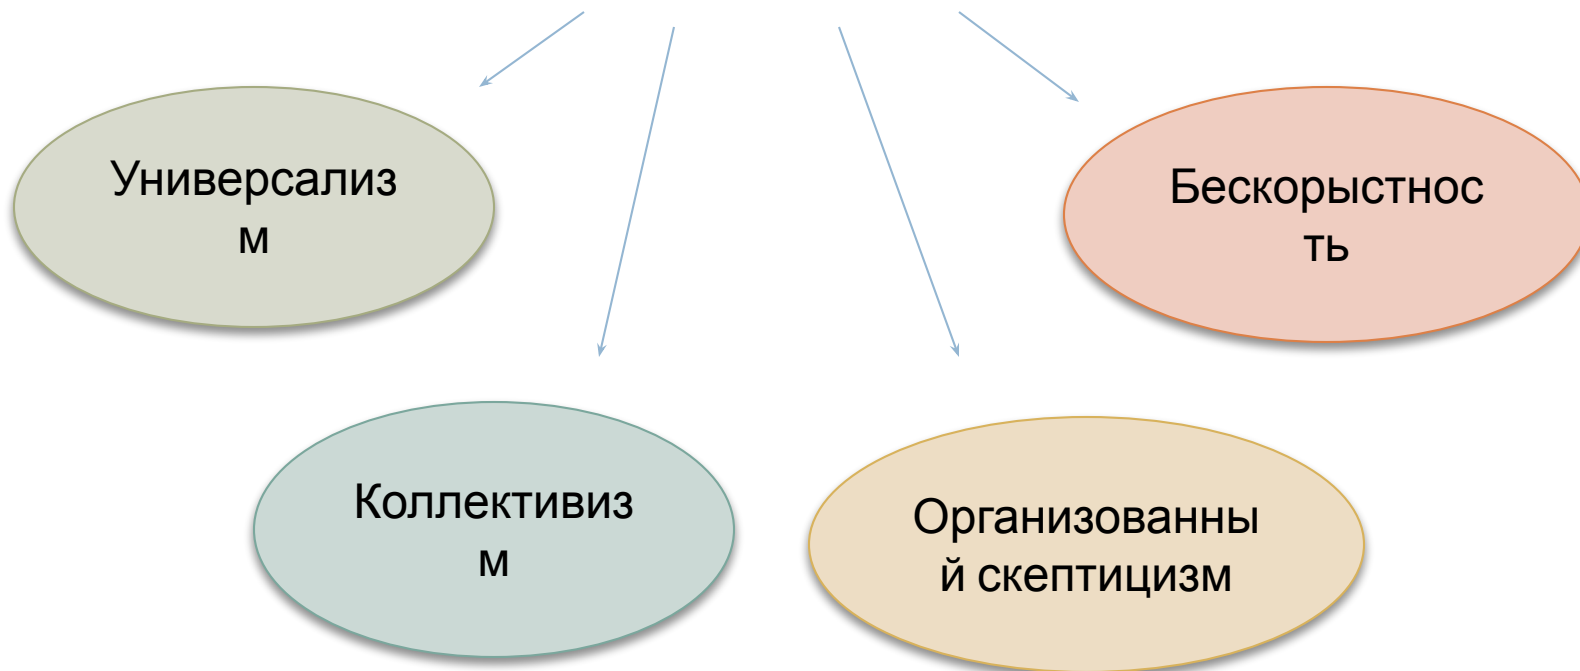 Универсализ
м
Бескорыстнос
ть
Коллективиз
м
Организованны
й скептицизм